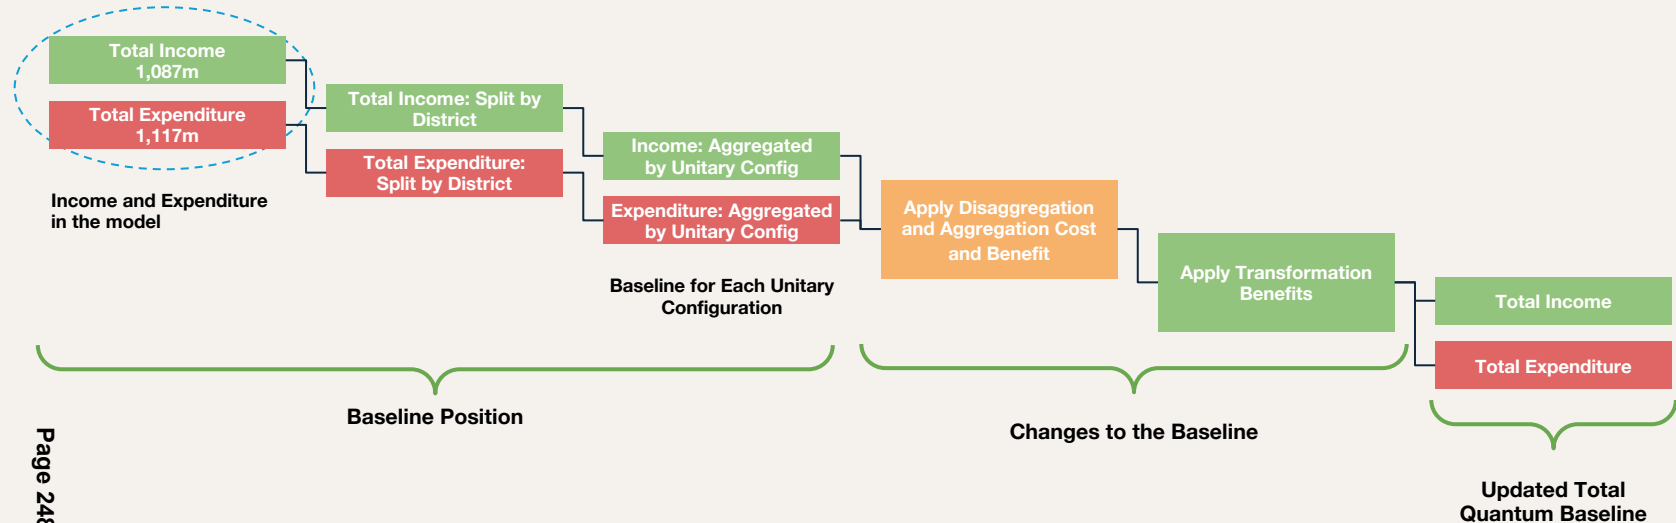 Total Income
1,087m
Total Expenditure
1,117m
Income and Expenditure
in the model
Total Income: Split by
District
Total Expenditure:
Split by District
Income: Aggregated
by Unitary Config
Expenditure: Aggregated
by Unitary Config
Baseline for Each Unitary
Configuration
Apply Disaggregation
and Aggregation Cost
and Benefit
Apply Transformation
Benefits
Total Income
Total Expenditure
Baseline Position
Changes to the Baseline
Updated Total
Quantum Baseline
Page 248